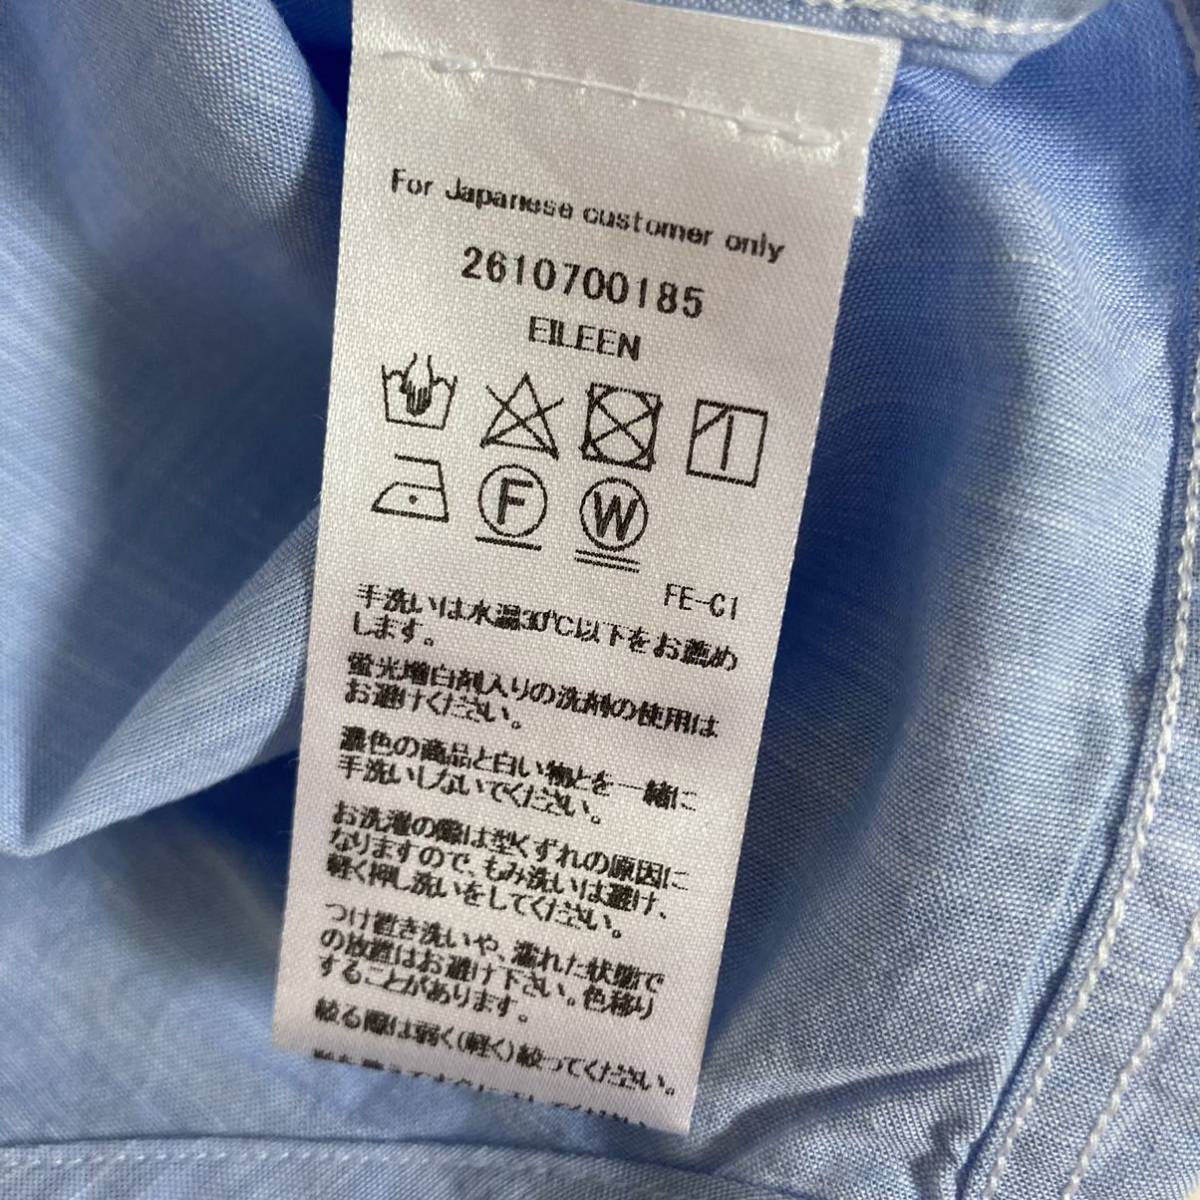 For Japanese customer only
2610700185
EILEEN
F
W
FE-C1
手洗いは水温30℃以下をお薦め
します。
蛍光増白剤入りの洗剤の使用は
お避けください。
濃色の商品と白い物とを一緒に
手洗いしないでください。
お洗濯の際は型くずれの原因に
なりますので、もみ洗いは避け、
軽く押し洗いをしてください。
つけ置き洗いや、濡れた状態で
の放置はお避け下さい。色移り
することがあります。
絞る際は弱く(軽く)絞ってください。